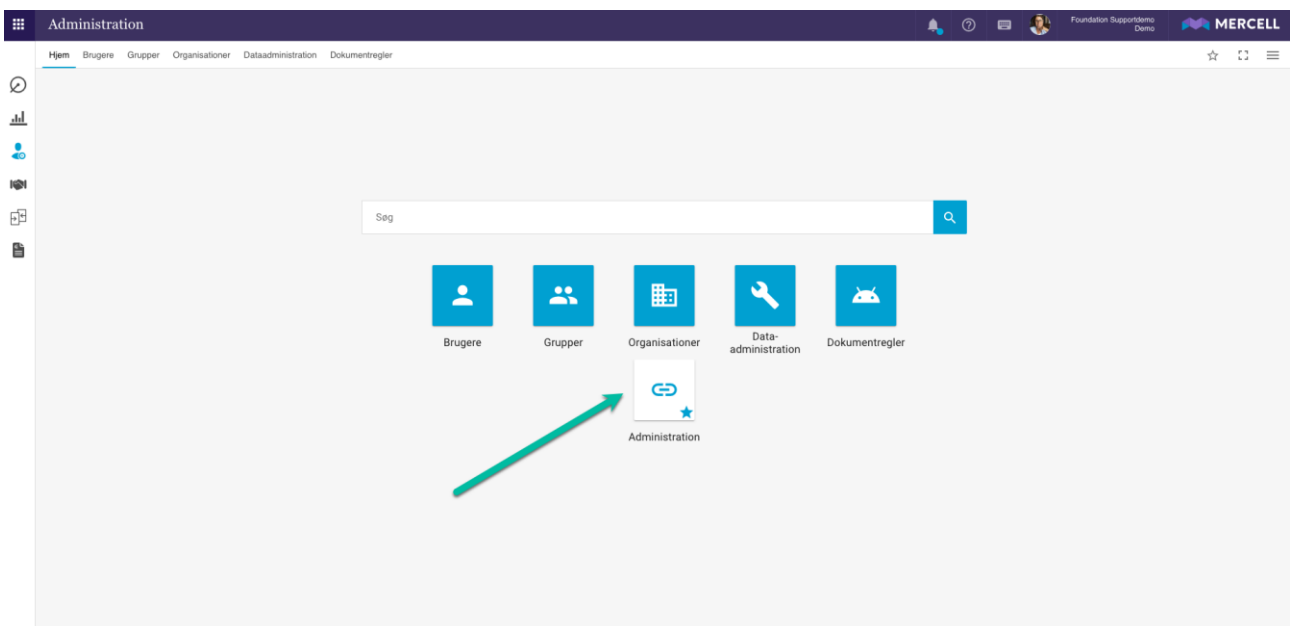 Administration
Foundation Supportdemo
Demo
MERCELL
Hjem Brugere Grupper Organisationer Dataadministration Dokumentregler
Søg
Brugere
Grupper
Organisationer
Data-
administration
Dokumentregler
Administration